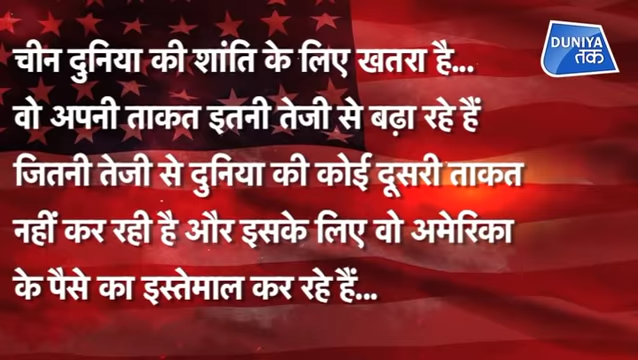 चीन दुनिया की शांति के लिए खतरा है...
DUNIYA
तक
वो अपनी ताकत इतनी तेजी से बढ़ा रहे हैं
जितनी तेजी से दुनिया की कोई दूसरी ताकत
नहीं कर रही है और इसके लिए वो अमेरिका
के पैसे का इस्तेमाल कर रहे हैं...